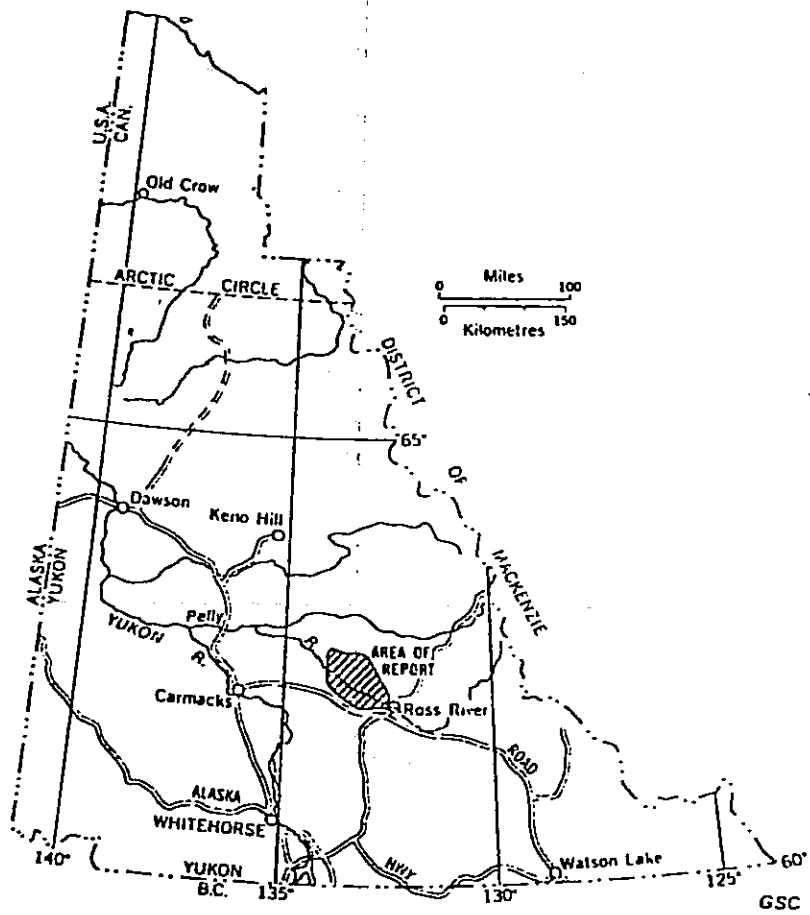 U.S.A.
CAN.
Old Crow
ARCTIC CIRCLE
Miles
0 100
0 150
Kilometres
DISTRICT
OF
MACKENZIE
65°
Dawson
Keno Hill
ALASKA
YUKON
Pelly
YUKON
R.
R.
AREA OF
REPORT
Carmacks
Ross River
ROAD
ALASKA
WHITEHORSE
HWY
Watson Lake
140°
YUKON
B.C.
135°
130°
125°
60°
GSC